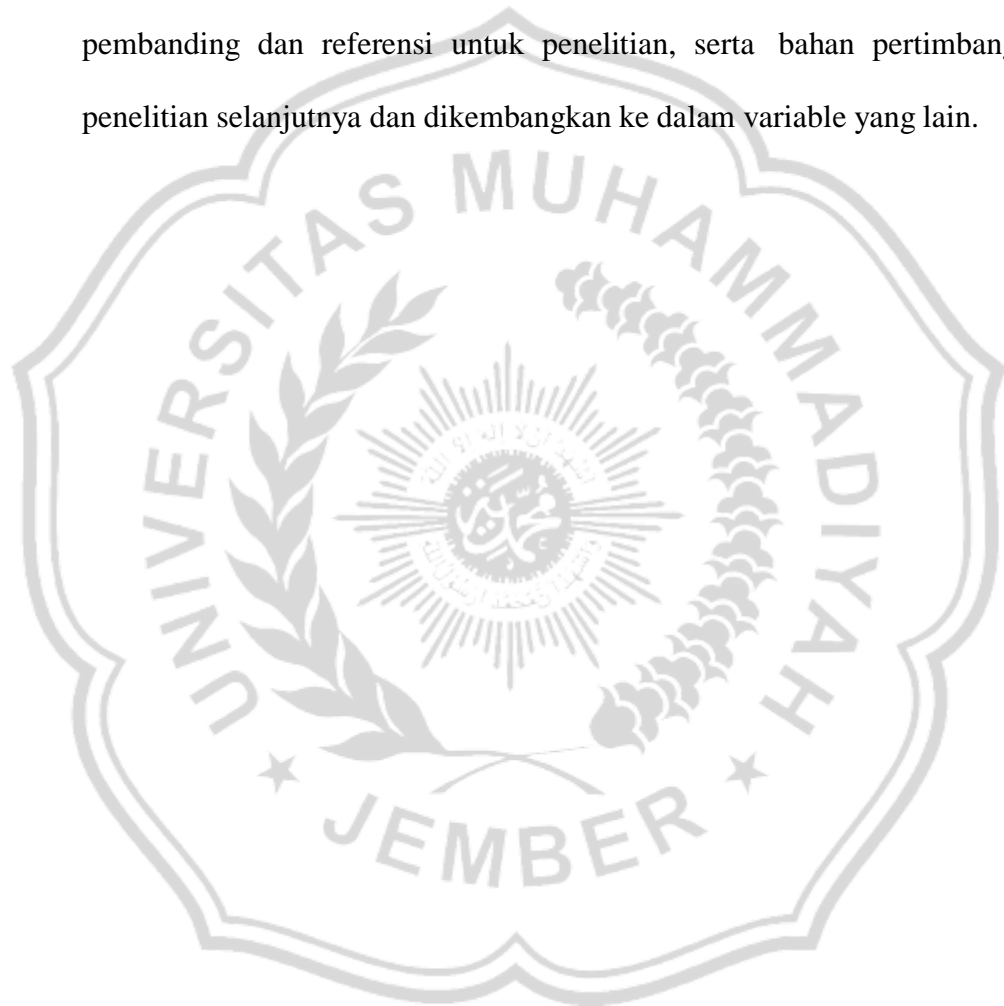 pembanding dan referensi untuk penelitian, serta bahan pertimbang
penelitian selanjutnya dan dikembangkan ke dalam variable yang lain.
UNIVERSITAS MUHAMMADIYAH
JEMBER